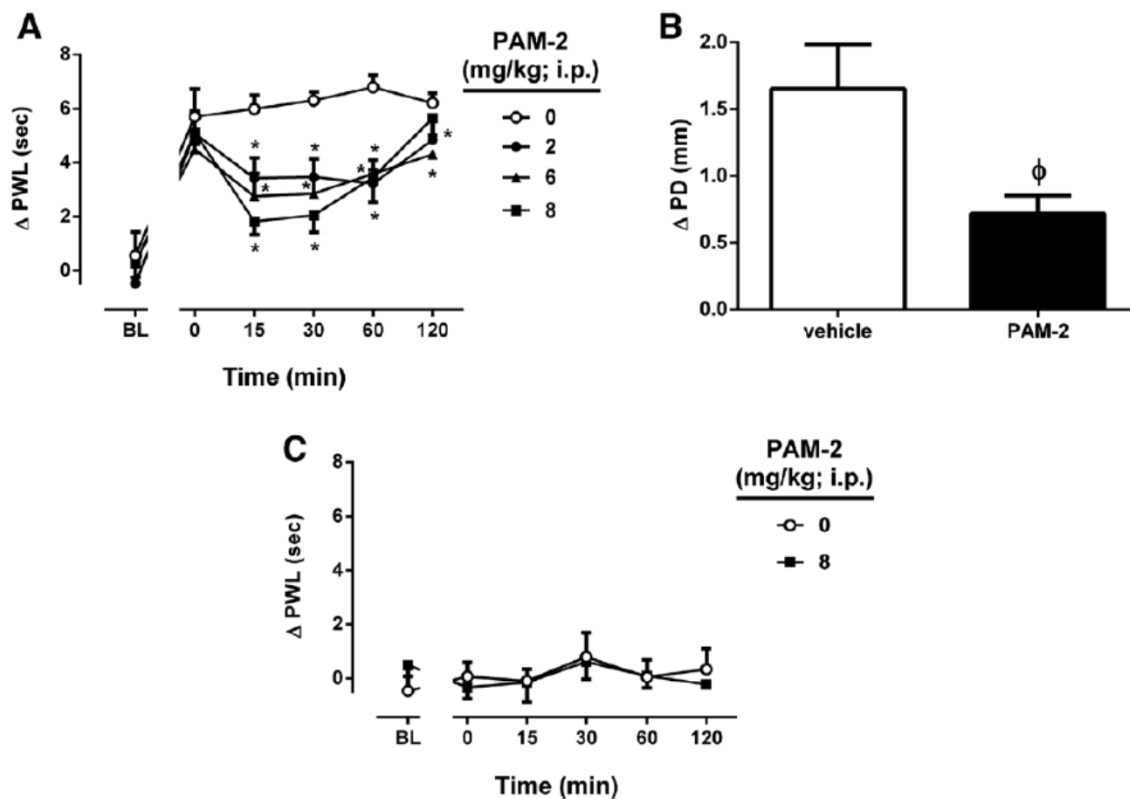 A
PAM-2
(mg/kg; i.p.)
0
2
6
8
Δ PWL (sec)
8
6
4
2
0
* * *
* * * *
* * * *
BL 0 15 30 60 120
Time (min)
B
Δ PD (mm)
2.0
1.5
1.0
0.5
0.0
ϕ
vehicle PAM-2
C
PAM-2
(mg/kg; i.p.)
0
8
Δ PWL (sec)
8
6
4
2
0
BL 0 15 30 60 120
Time (min)